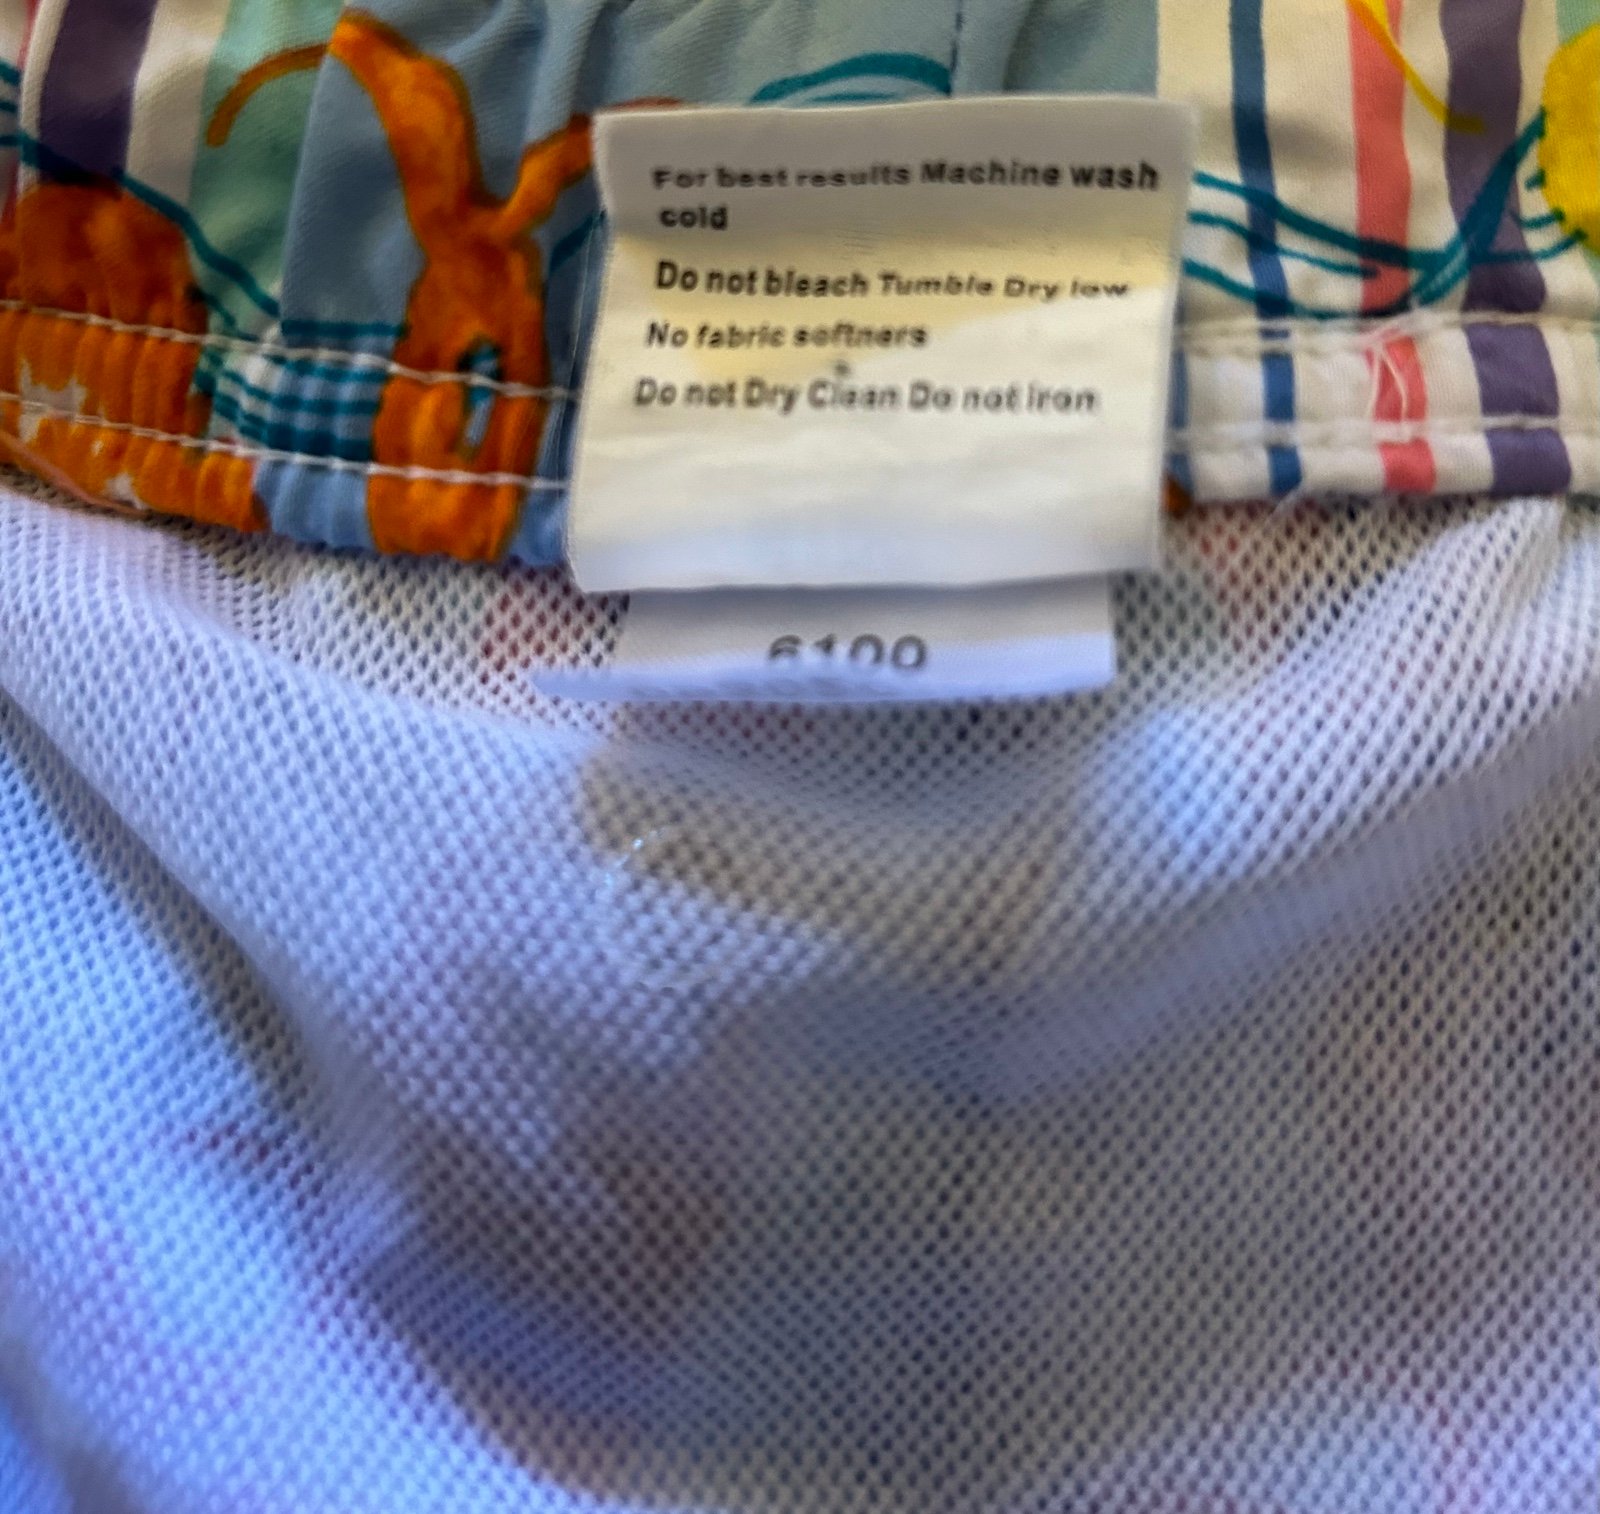 For best results Machine wash
cold
Do not bleach Tumble Dry low
No fabric softners
Do not Dry Clean Do not iron
6100